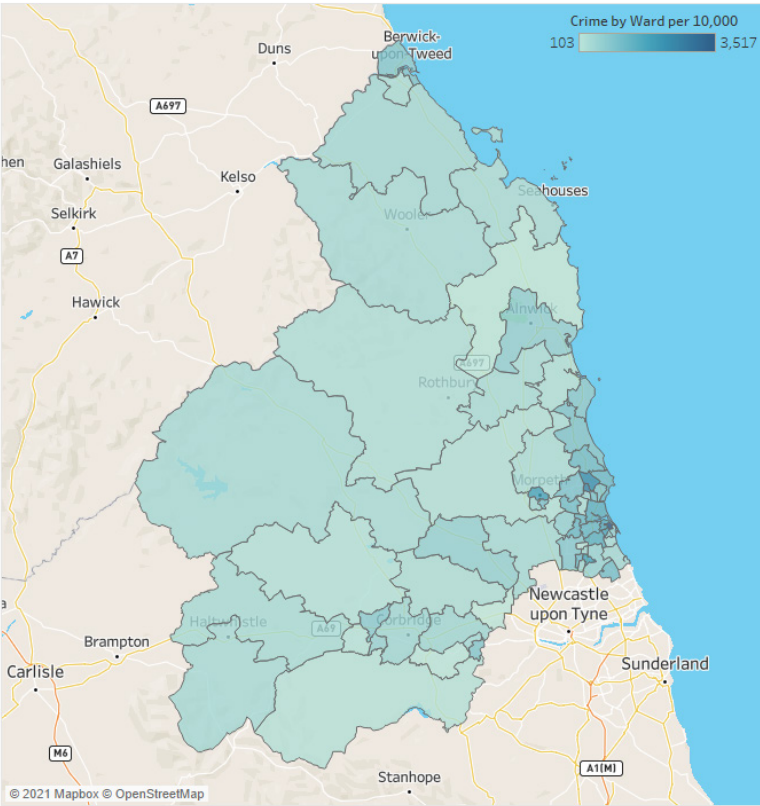 Crime by Ward per 10,000
103
3,517
Berwick-
upon-Tweed
Duns
A697
hen
Galashiels
Kelso
Seahouses
Selkirk
Wooler
A7
Hawick
Alnwick
A697
Rothbury
Morpeth
Newcastle
upon Tyne
Haltwhistle
A69
Corbridge
a
Brampton
Carlisle
Sunderland
M6
A1(M)
Stanhope
© 2021 Mapbox © OpenStreetMap